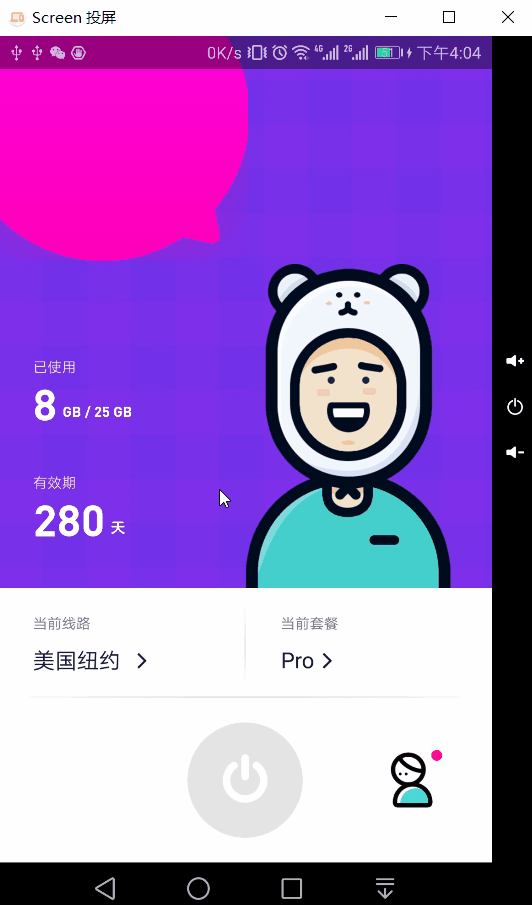 Screen 投屏
0K/s 4G 2G 51 下午4:04
已使用
8 GB / 25 GB
有效期
280 天
当前线路
当前套餐
美国纽约
Pro